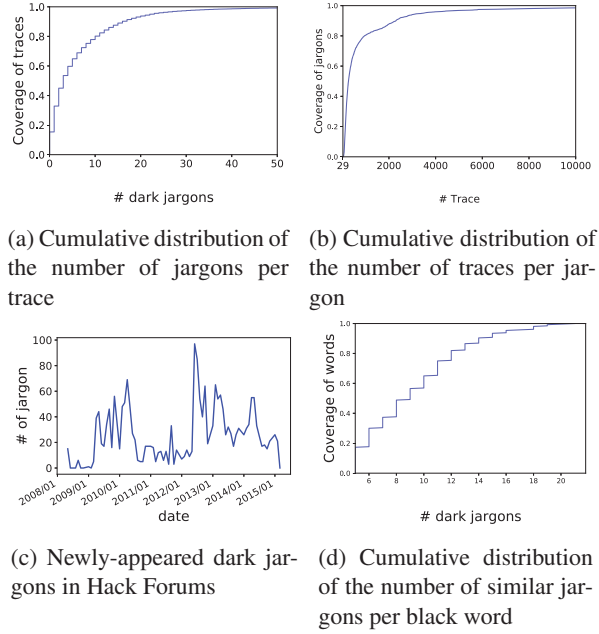 1.0
0.8
0.6
0.4
0.2
0.0
Coverage of traces
0 10 20 30 40 50
# dark jargons
1.0
0.8
0.6
0.4
0.2
0.0
Coverage of jargons
29 2000 4000 6000 8000 10000
# Trace
(a) Cumulative distribution of
the number of jargons per
trace
(b) Cumulative distribution of
the number of traces per jar-
gon
100
80
60
40
20
0
# of jargon
2008/01 2009/01 2010/01 2011/01 2012/01 2013/01 2014/01 2015/01
date
1.0
0.8
0.6
0.4
0.2
0.0
Coverage of words
6 8 10 12 14 16 18 20
# dark jargons
(c) Newly-appeared dark jar-
gons in Hack Forums
(d) Cumulative distribution
of the number of similar jar-
gons per black word